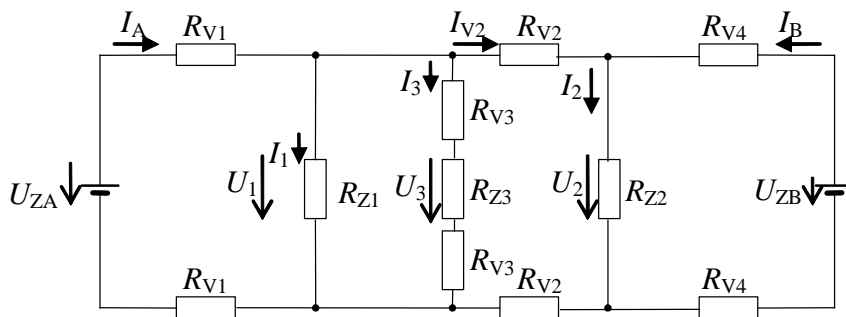 I_A R_V1 I_V2 R_V2 R_V4 I_B
I_3 I_2
R_V3
I_1
U_ZA U_1 R_Z1 U_3 R_Z3 U_2 R_Z2 U_ZB
R_V3
R_V1 R_V2 R_V4